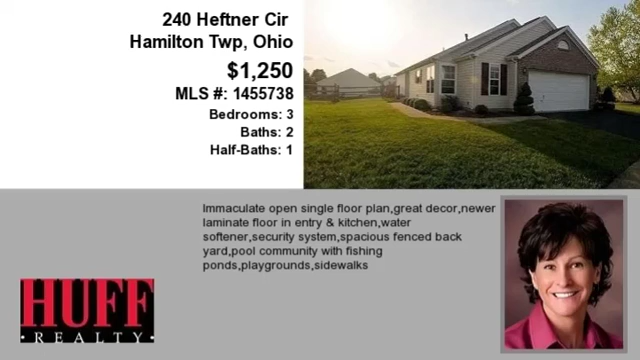 240 Heftner Cir
Hamilton Twp, Ohio
$1,250
MLS #: 1455738
Bedrooms: 3
Baths: 2
Half-Baths: 1
Immaculate open single floor plan,great decor,newer
laminate floor in entry & kitchen,water
softener,security system,spacious fenced back
yard,pool community with fishing
ponds,playgrounds,sidewalks
HUFF
·REALTY·